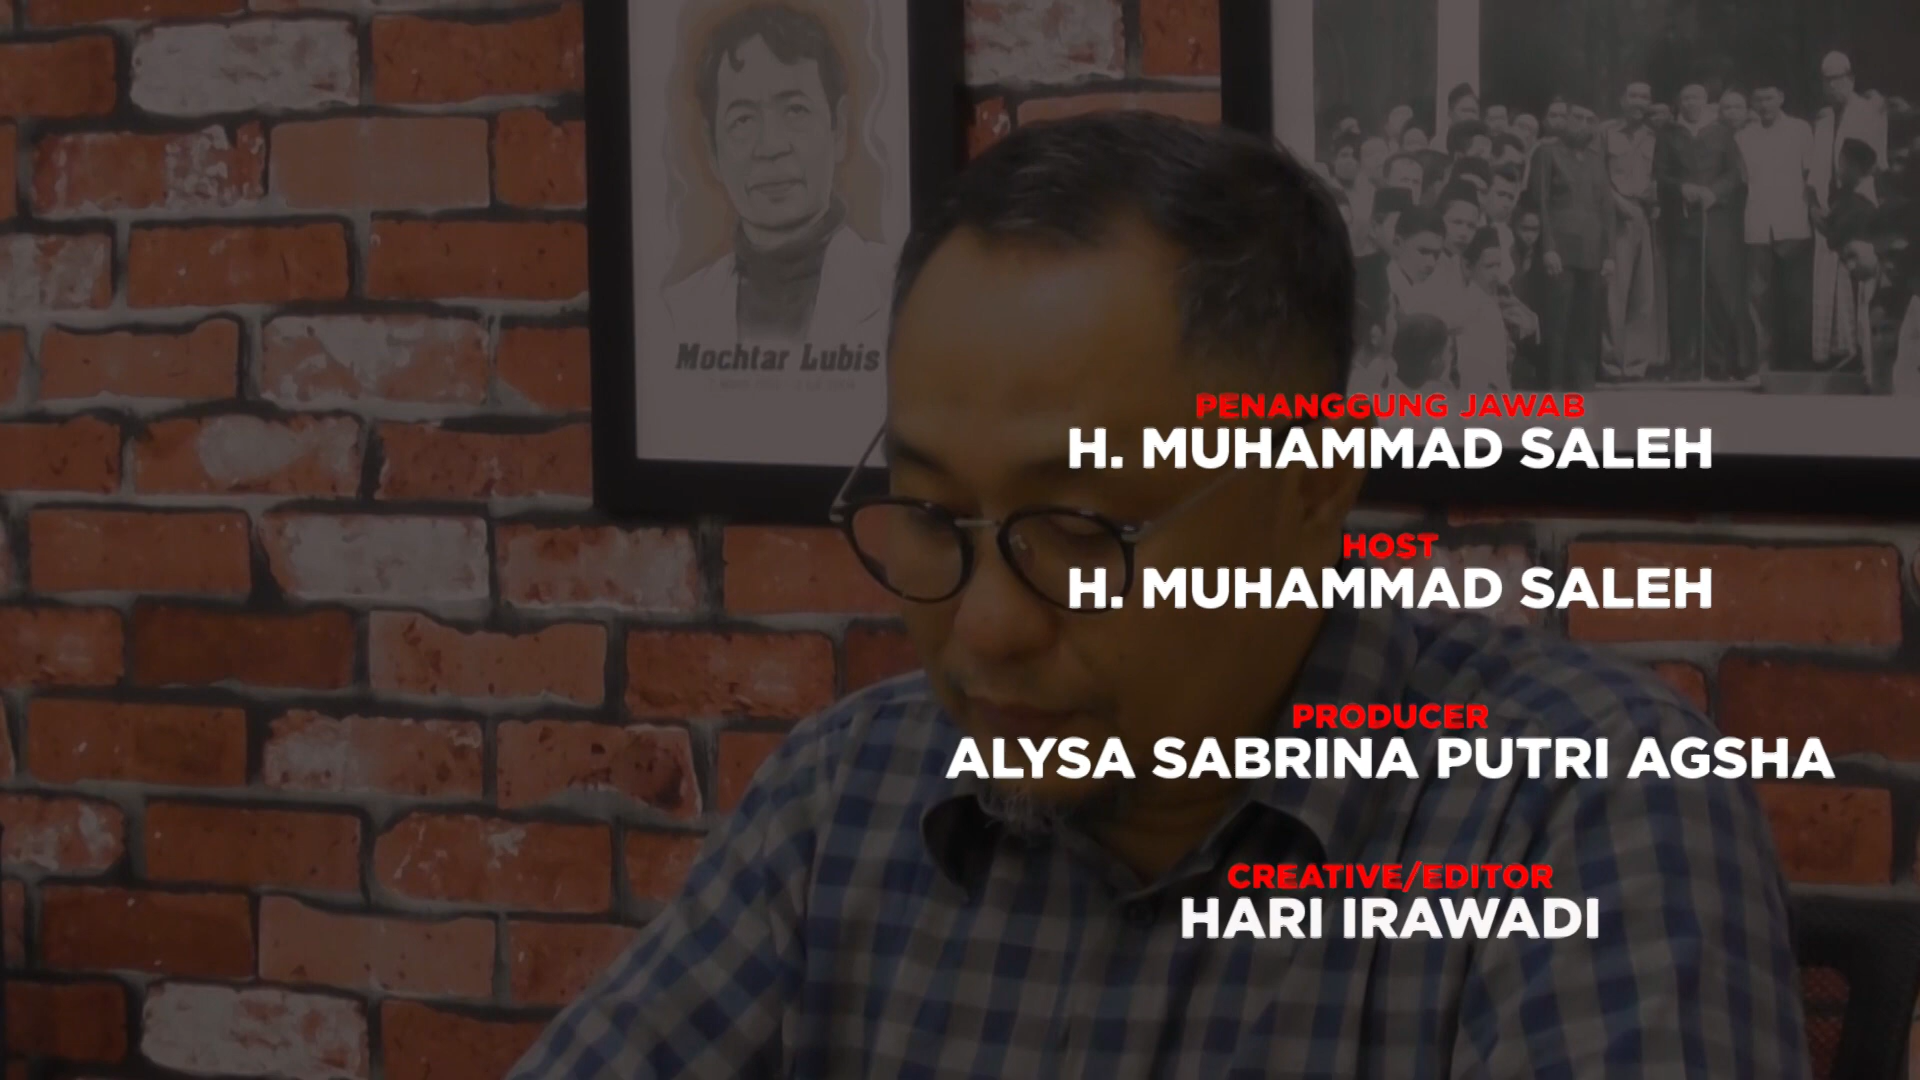 Mochtar Lubis
PENANGGUNG JAWAB
H. MUHAMMAD SALEH
HOST
H. MUHAMMAD SALEH
PRODUCER
ALYSA SABRINA PUTRI AGSHA
CREATIVE/EDITOR
HARI IRAWADI